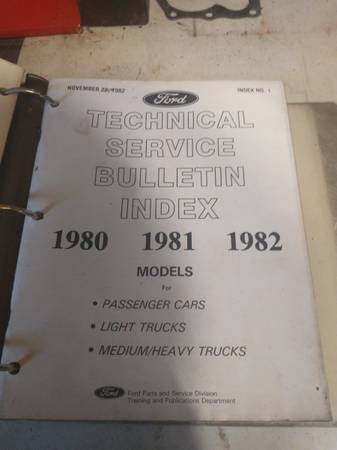 NOVEMBER 29/1982
INDEX NO. 1
Ford
TECHNICAL
SERVICE
BULLETIN
INDEX
1980 1981 1982
MODELS
For
• PASSENGER CARS
• LIGHT TRUCKS
• MEDIUM/HEAVY TRUCKS
Ford
Ford Parts and Service Division
Training and Publications Department